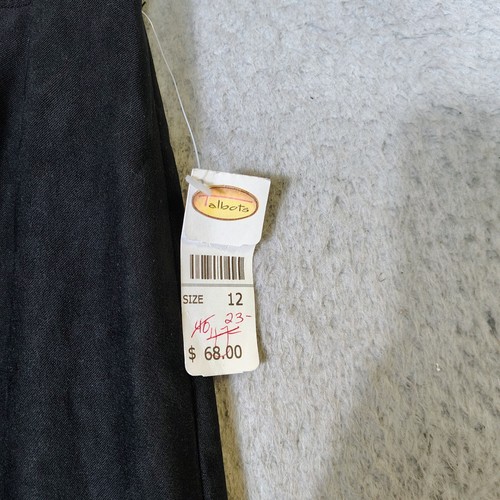 Talbots
SIZE 12
23-
$ 68.00